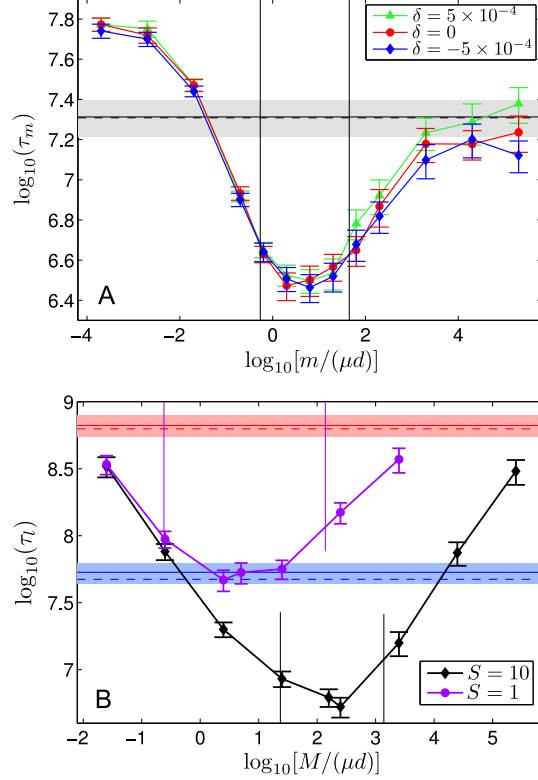 7.8
7.6
7.4
7.2
7
6.8
6.6
6.4
log₁₀(τₘ)
δ = 5 × 10⁻⁴
δ = 0
δ = −5 × 10⁻⁴
A
−4 −2 0 2 4
log₁₀[m/(μd)]
9
8.5
8
7.5
7
log₁₀(τₗ)
S = 10
S = 1
B
−2 −1 0 1 2 3 4 5
log₁₀[M/(μd)]